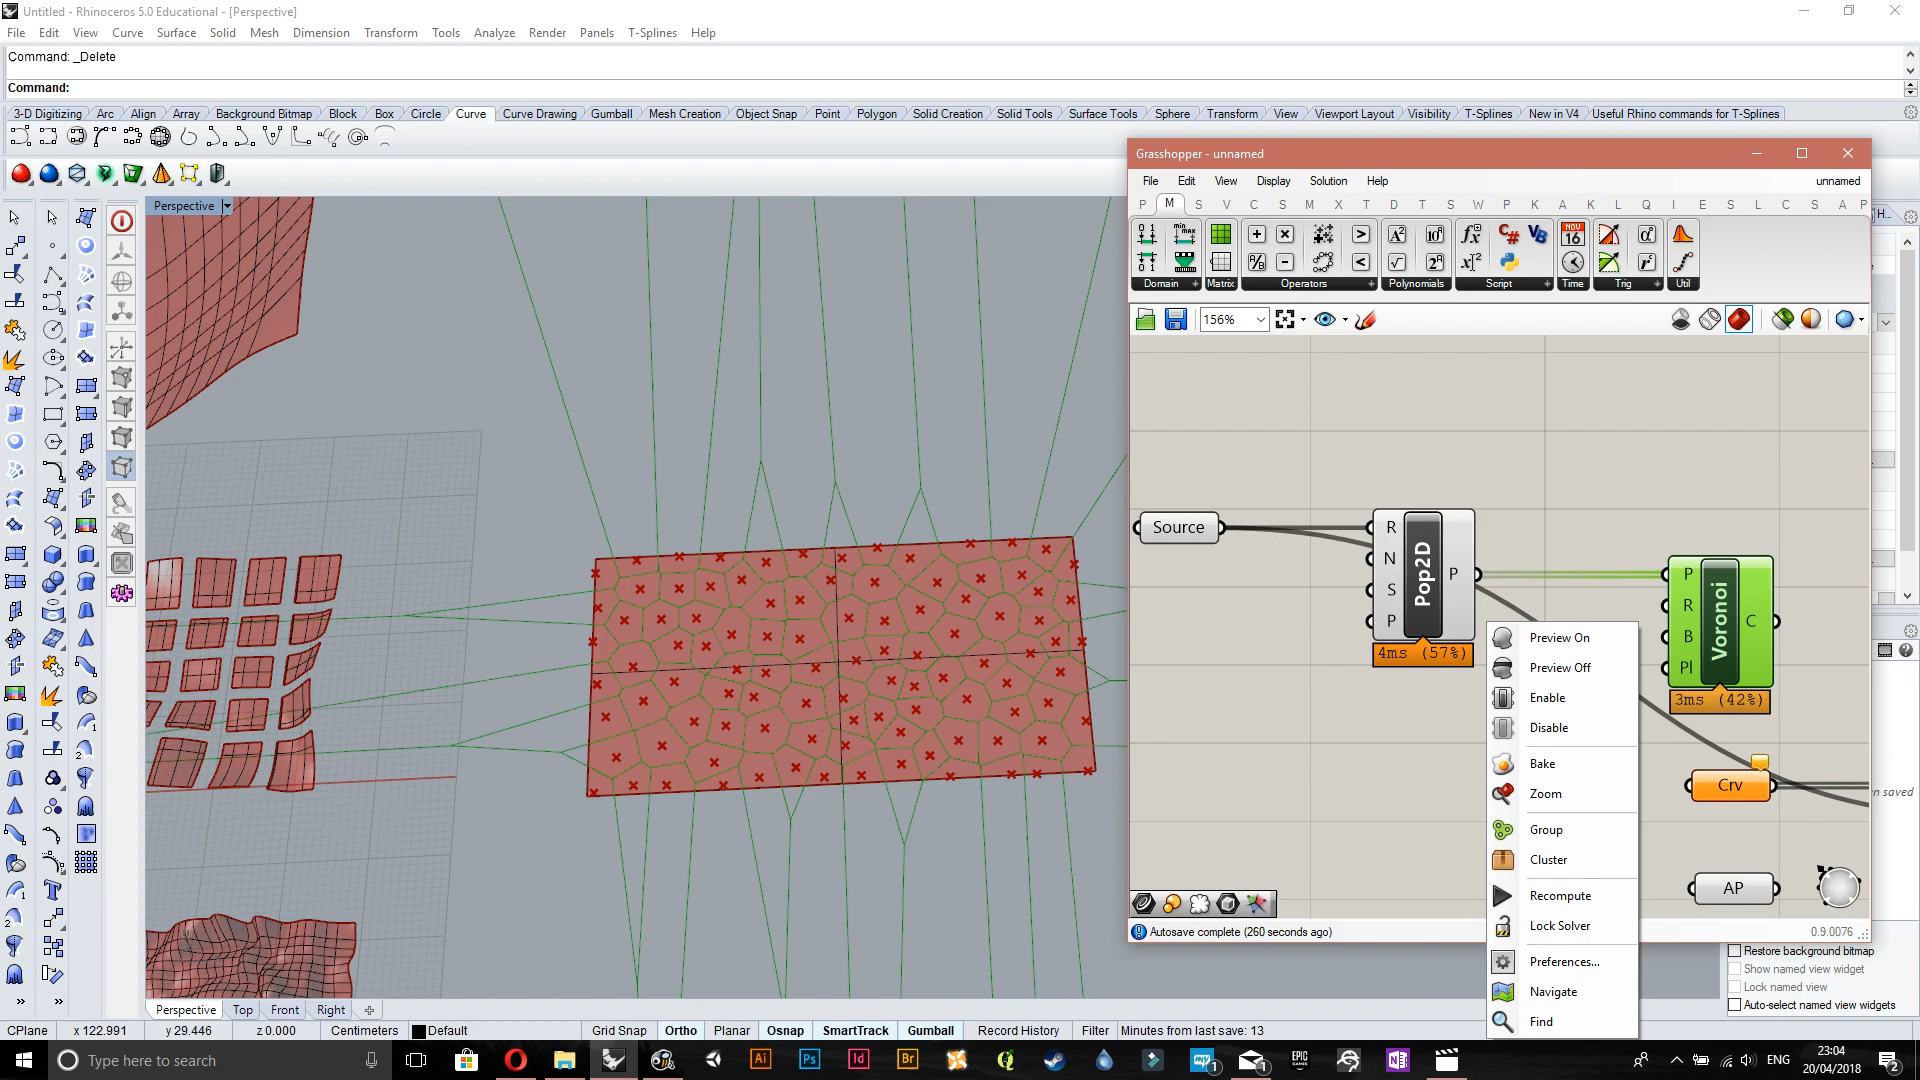 Untitled - Rhinoceros 5.0 Educational - [Perspective]
File Edit View Curve Surface Solid Mesh Dimension Transform Tools Analyze Render Panels T-Splines Help
Command: _Delete
Command:
3-D Digitizing Arc Align Array Background Bitmap Block Box Circle Curve Curve Drawing Gumball Mesh Creation Object Snap Point Polygon Solid Creation Solid Tools Surface Tools Sphere Transform View Viewport Layout Visibility T-Splines New in V4 Useful Rhino commands for T-Splines
Perspective
Grasshopper - unnamed
File Edit View Display Solution Help unnamed
P M S V C S M X T D T S W P K A K L Q I E S L C S A P
Domain Matrix Operators Polynomials Script Time Trig Util
156%
Source
R
N
S
P
Pop2D
P
4ms (57%)
P
R
B
Pl
Voronoi
C
3ms (42%)
Crv
AP
Preview On
Preview Off
Enable
Disable
Bake
Zoom
Group
Cluster
Recompute
Lock Solver
Preferences...
Navigate
Find
Autosave complete (260 seconds ago)
0.9.0076
H...
n saved
Restore background bitmap
Show named view widget
Lock named view
Auto-select named view widgets
Perspective Top Front Right
CPlane x 122.991 y 29.446 z 0.000 Centimeters Default Grid Snap Ortho Planar Osnap SmartTrack Gumball Record History Filter Minutes from last save: 13
Type here to search
ENG
23:04
20/04/2018